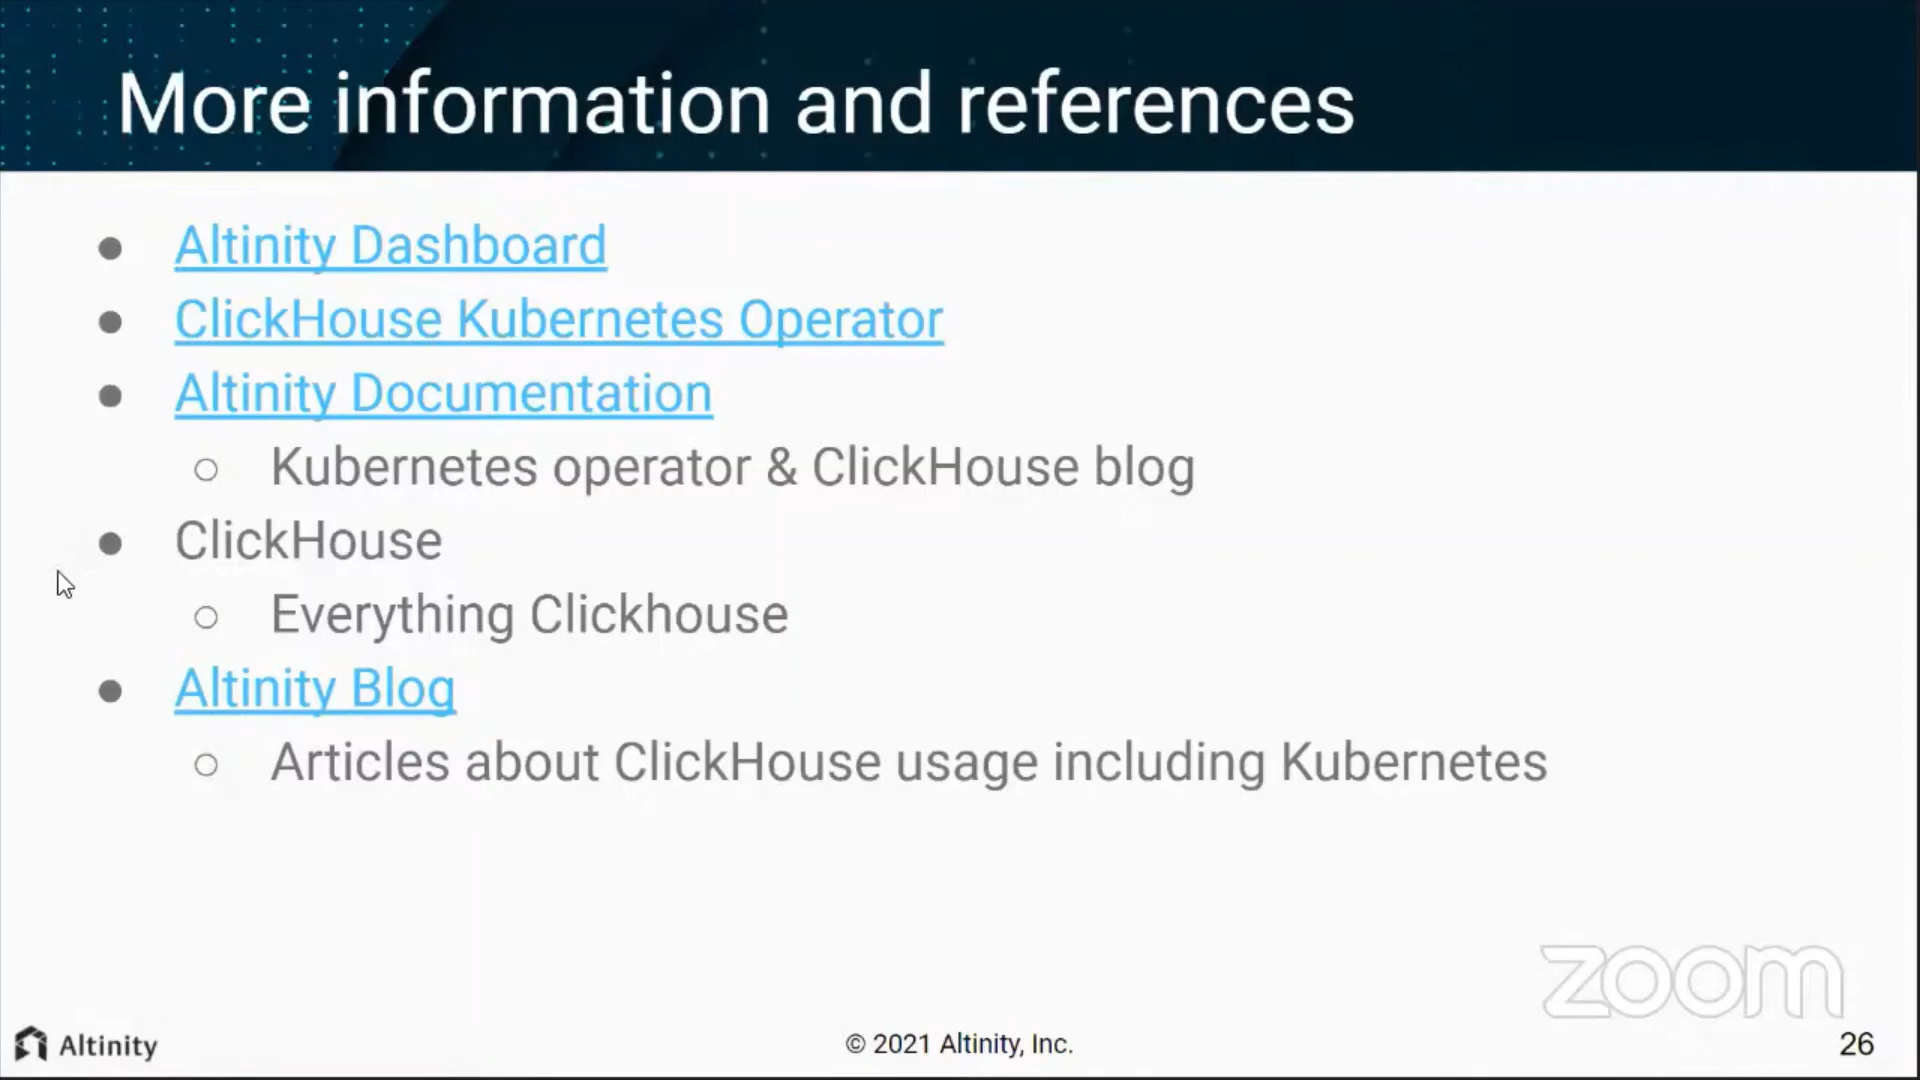 More information and references
Altinity Dashboard
ClickHouse Kubernetes Operator
Altinity Documentation
Kubernetes operator & ClickHouse blog
ClickHouse
Everything Clickhouse
Altinity Blog
Articles about ClickHouse usage including Kubernetes
zoom
Altinity
© 2021 Altinity, Inc.
26